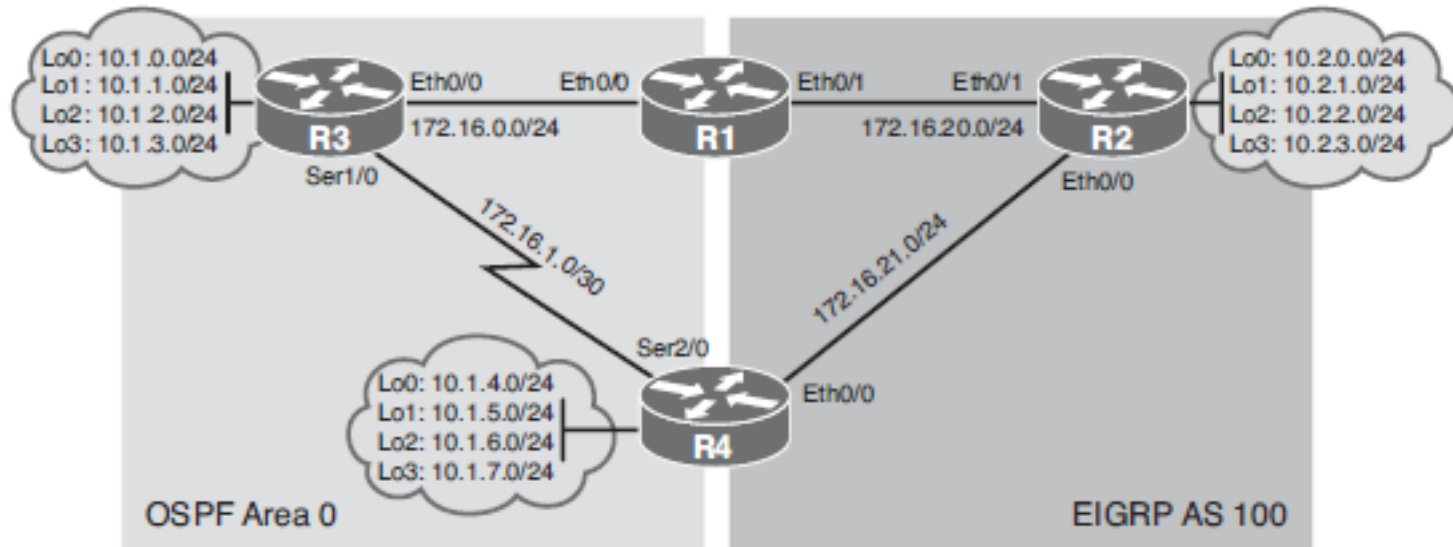 Lo0: 10.1.0.0/24
Lo1: 10.1.1.0/24
Lo2: 10.1.2.0/24
Lo3: 10.1.3.0/24
R3
Eth0/0
Eth0/0
172.16.0.0/24
Ser1/0
R1
Eth0/1
Eth0/1
172.16.20.0/24
R2
Eth0/0
Lo0: 10.2.0.0/24
Lo1: 10.2.1.0/24
Lo2: 10.2.2.0/24
Lo3: 10.2.3.0/24
172.16.1.0/30
172.16.21.0/24
Ser2/0
Lo0: 10.1.4.0/24
Lo1: 10.1.5.0/24
Lo2: 10.1.6.0/24
Lo3: 10.1.7.0/24
R4
Eth0/0
OSPF Area 0
EIGRP AS 100